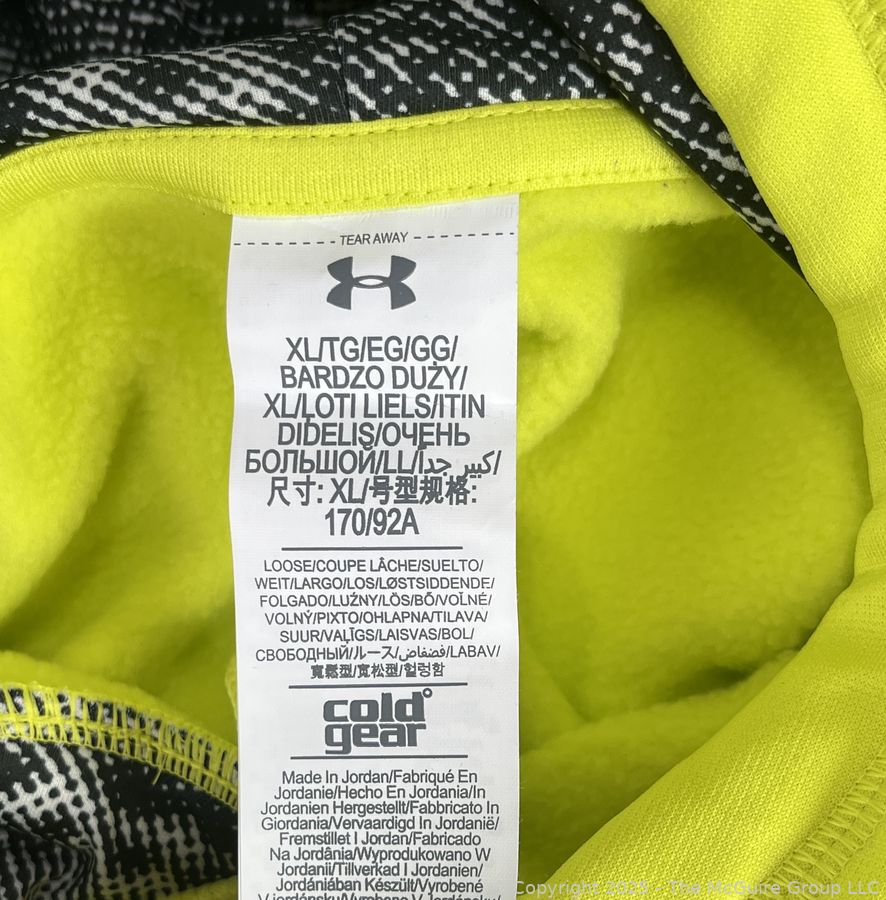 TEAR AWAY
XL/TG/EG/GG/
BARDZO DUŻY/
XL/ĻOTI LIELS/ITIN
DIDELIS/ОЧЕНЬ
БОЛЬШОЙ/LL/كبير جداً/
尺寸: XL/号型规格:
170/92A
LOOSE/COUPE LÂCHE/SUELTO/
WEIT/LARGO/LOS/LØSTSIDDENDE/
FOLGADO/LUŹNY/LÖS/BŐ/VOLNÉ/
VOLNÝ/PIXTO/OHLAPNA/TILAVA/
SUUR/VAĻĪGS/LAISVAS/BOL/
СВОБОДНЫЙ/ルース/فضفاض/LABAV/
寬鬆型/宽松型/헐렁함
cold
gear
Made In Jordan/Fabriqué En
Jordanie/Hecho En Jordania/In
Jordanien Hergestellt/Fabbricato In
Giordania/Vervaardigd In Jordanië/
Fremstillet I Jordan/Fabricado
Na Jordânia/Wyprodukowano W
Jordanii/Tillverkad I Jordanien/
Jordániában Készült/Vyrobené
V jordánsku/Vyrobeno V Jordánsku/
Copyright 2025 - The McGuire Group LLC